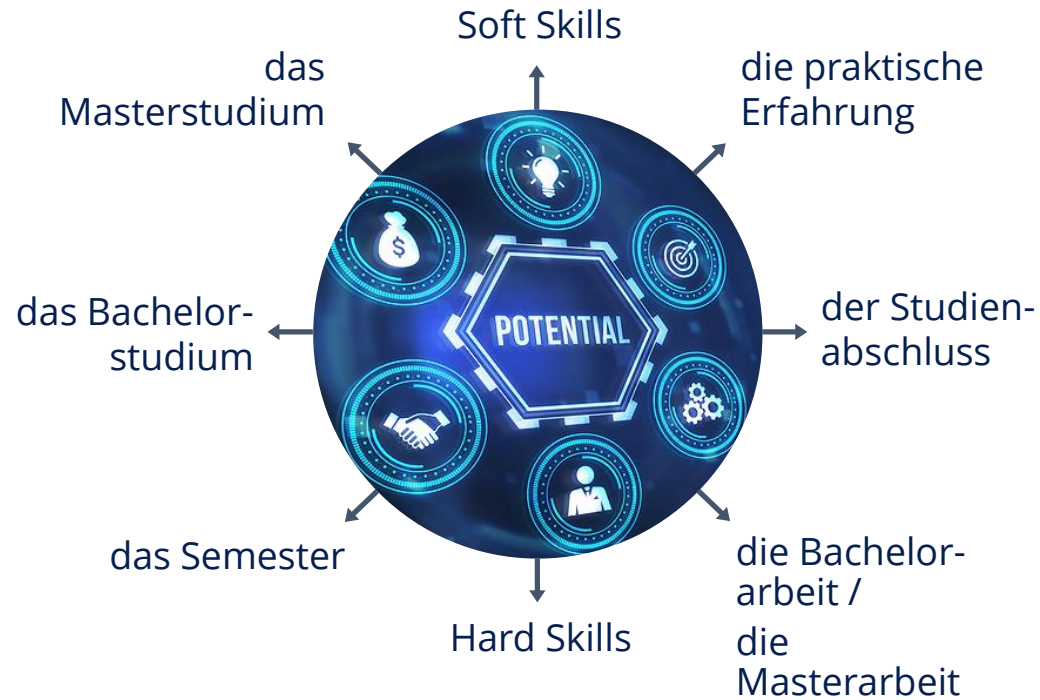 Soft Skills
das
Masterstudium
die praktische
Erfahrung
das Bachelor-
studium
POTENTIAL
$
der Studien-
abschluss
das Semester
Hard Skills
die Bachelor-
arbeit /
die
Masterarbeit